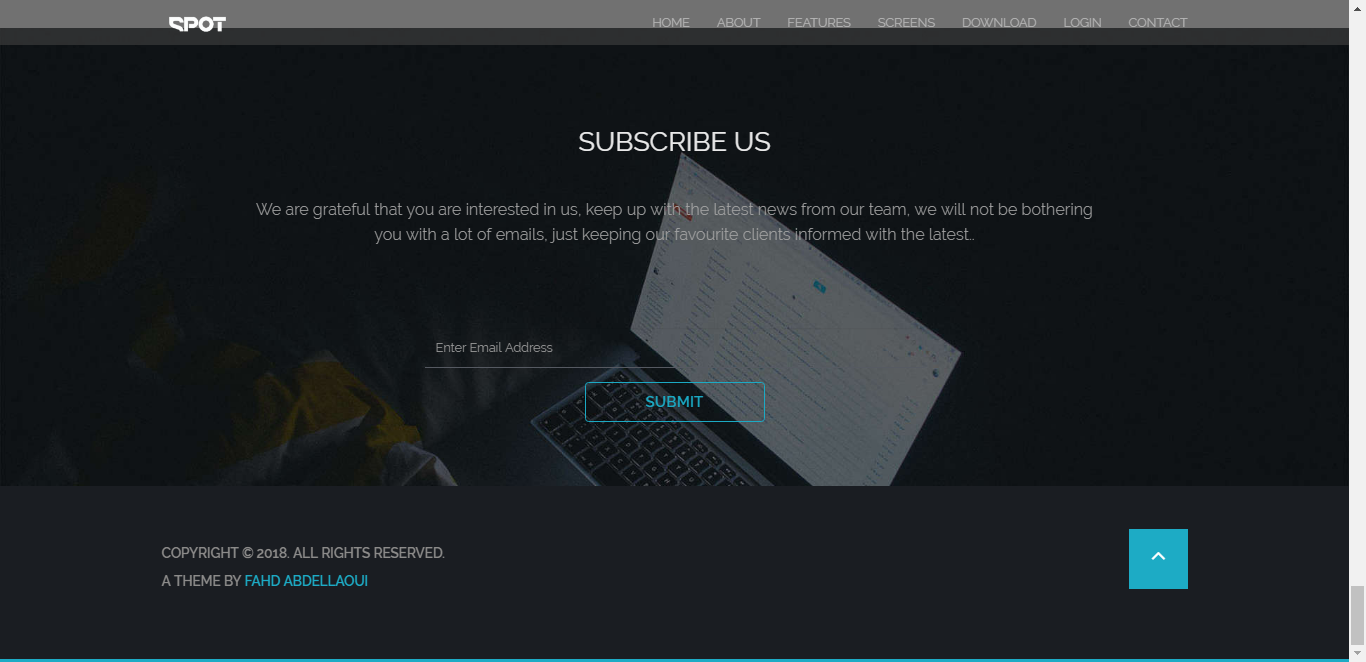 SPOT
HOME ABOUT FEATURES SCREENS DOWNLOAD LOGIN CONTACT
SUBSCRIBE US
We are grateful that you are interested in us, keep up with the latest news from our team, we will not be bothering
you with a lot of emails, just keeping our favourite clients informed with the latest..
Enter Email Address
SUBMIT
COPYRIGHT © 2018. ALL RIGHTS RESERVED.
A THEME BY FAHD ABDELLAOUI